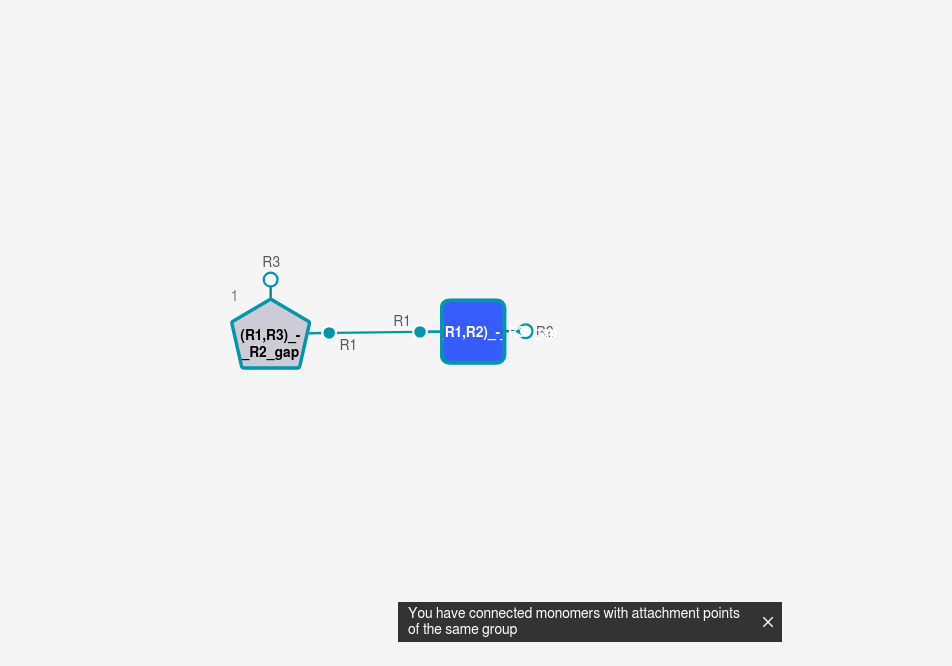 R3
1
(R1,R3)_-
_R2_gap
R1
R1
R1,R2)_-_
R2
You have connected monomers with attachment points
of the same group